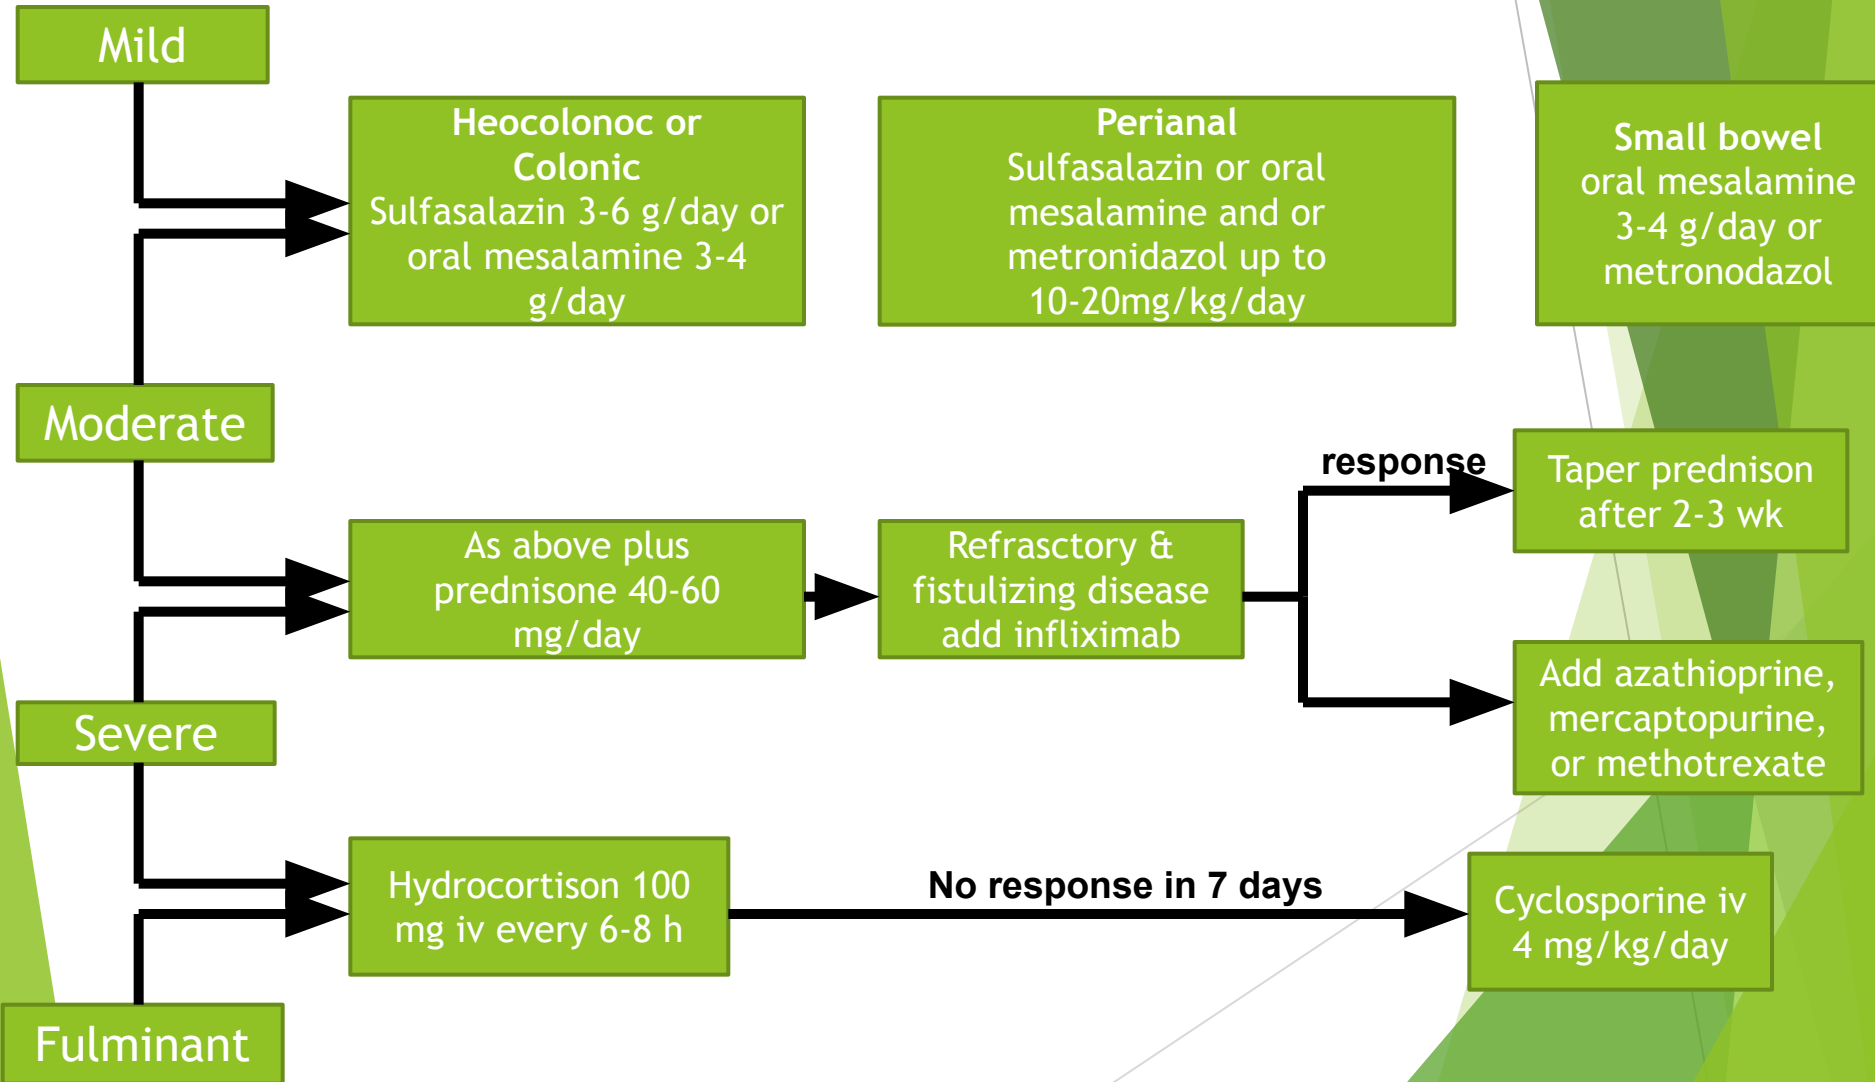 Mild
Heocolonoc or
Colonic
Sulfasalazin 3-6 g/day or
oral mesalamine 3-4
g/day
Perianal
Sulfasalazin or oral
mesalamine and or
metronidazol up to
10-20mg/kg/day
Small bowel
oral mesalamine
3-4 g/day or
metronodazol
Moderate
As above plus
prednisone 40-60
mg/day
Refrasctory &
fistulizing disease
add infliximab
response
Taper prednison
after 2-3 wk
Add azathioprine,
mercaptopurine,
or methotrexate
Severe
Hydrocortison 100
mg iv every 6-8 h
No response in 7 days
Cyclosporine iv
4 mg/kg/day
Fulminant